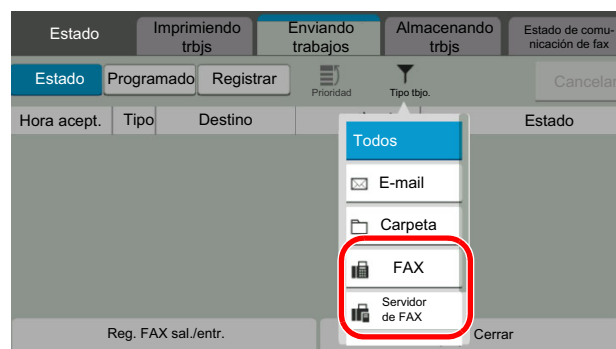 Estado
Imprimiendo
trbjs
Enviando
trabajos
Almacenando
trbjs
Estado de comu-
nicación de fax
Estado
Programado
Registrar
Prioridad
Tipo tbjo.
Cancelar
Hora acept.
Tipo
Destino
Estado
Todos
E-mail
Carpeta
FAX
Servidor
de FAX
Reg. FAX sal./entr.
Cerrar